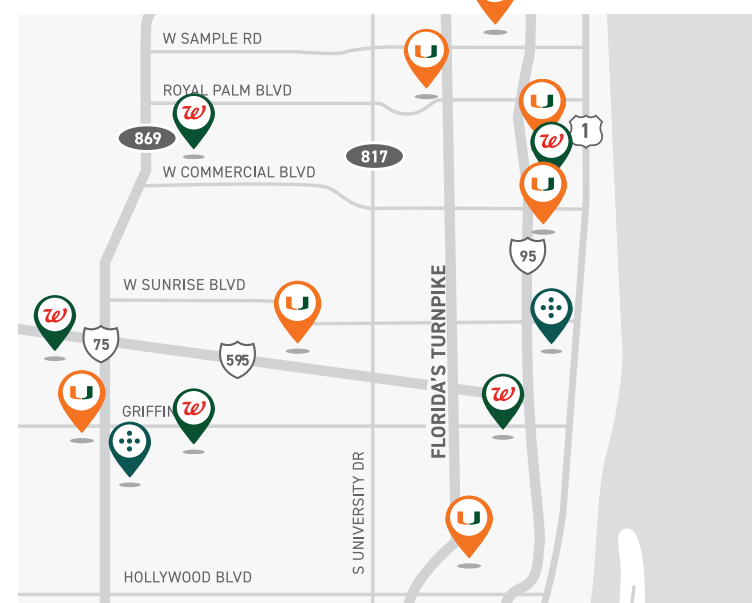 W SAMPLE RD
U
ROYAL PALM BLVD
U
W
1
869
W
817
W COMMERCIAL BLVD
U
95
W SUNRISE BLVD
U
W
75
595
FLORIDA'S TURNPIKE
U
GRIFFIN
W
W
S UNIVERSITY DR
U
HOLLYWOOD BLVD